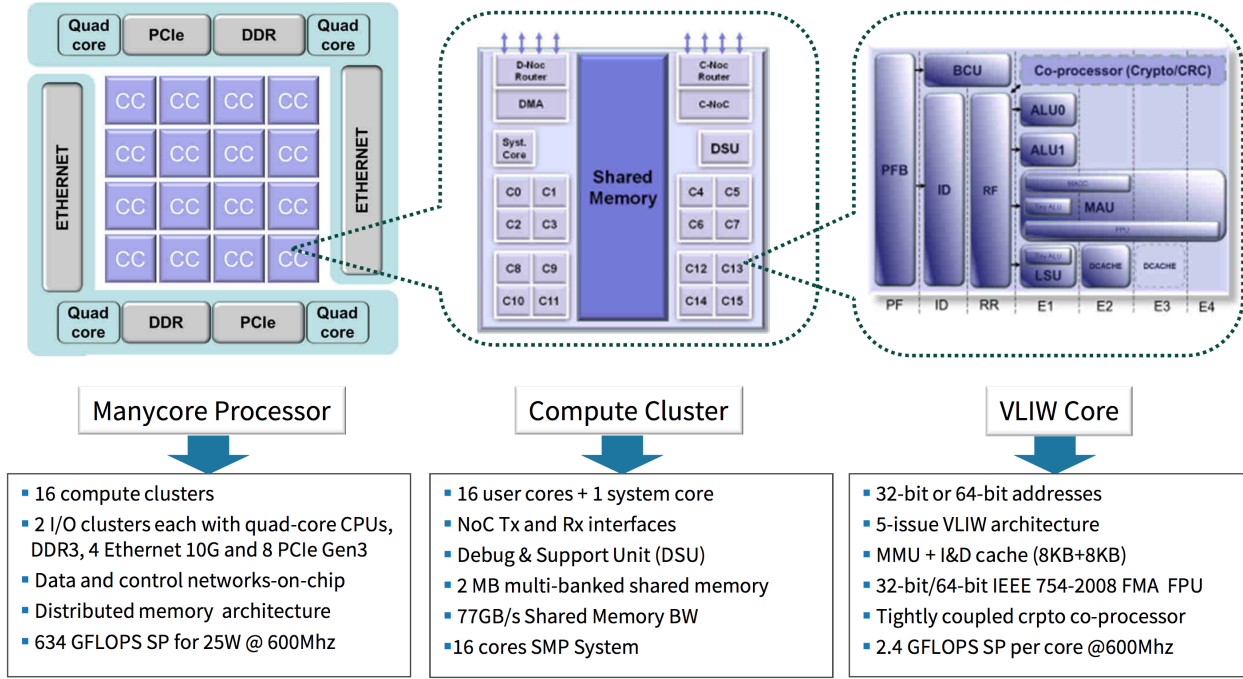 Quad
core
PCIe
DDR
Quad
core
ETHERNET
CC CC CC CC
CC CC CC CC
CC CC CC CC
CC CC CC CC
ETHERNET
Quad
core
DDR
PCIe
Quad
core
D-Noc
Router
DMA
Syst.
Core
C0 C1
C2 C3
C8 C9
C10 C11
Shared
Memory
C-Noc
Router
C-NoC
DSU
C4 C5
C6 C7
C12 C13
C14 C15
PFB
BCU
ID
RF
Co-processor (Crypto/CRC)
ALU0
ALU1
MACC
Tiny ALU
MAU
FPU
Tiny ALU
LSU
DCACHE
DCACHE
PF ID RR E1 E2 E3 E4
Manycore Processor
▪ 16 compute clusters
▪ 2 I/O clusters each with quad-core CPUs,
DDR3, 4 Ethernet 10G and 8 PCIe Gen3
▪ Data and control networks-on-chip
▪ Distributed memory architecture
▪ 634 GFLOPS SP for 25W @ 600Mhz
Compute Cluster
▪ 16 user cores + 1 system core
▪ NoC Tx and Rx interfaces
▪ Debug & Support Unit (DSU)
▪ 2 MB multi-banked shared memory
▪ 77GB/s Shared Memory BW
▪ 16 cores SMP System
VLIW Core
▪ 32-bit or 64-bit addresses
▪ 5-issue VLIW architecture
▪ MMU + I&D cache (8KB+8KB)
▪ 32-bit/64-bit IEEE 754-2008 FMA FPU
▪ Tightly coupled crpto co-processor
▪ 2.4 GFLOPS SP per core @600Mhz